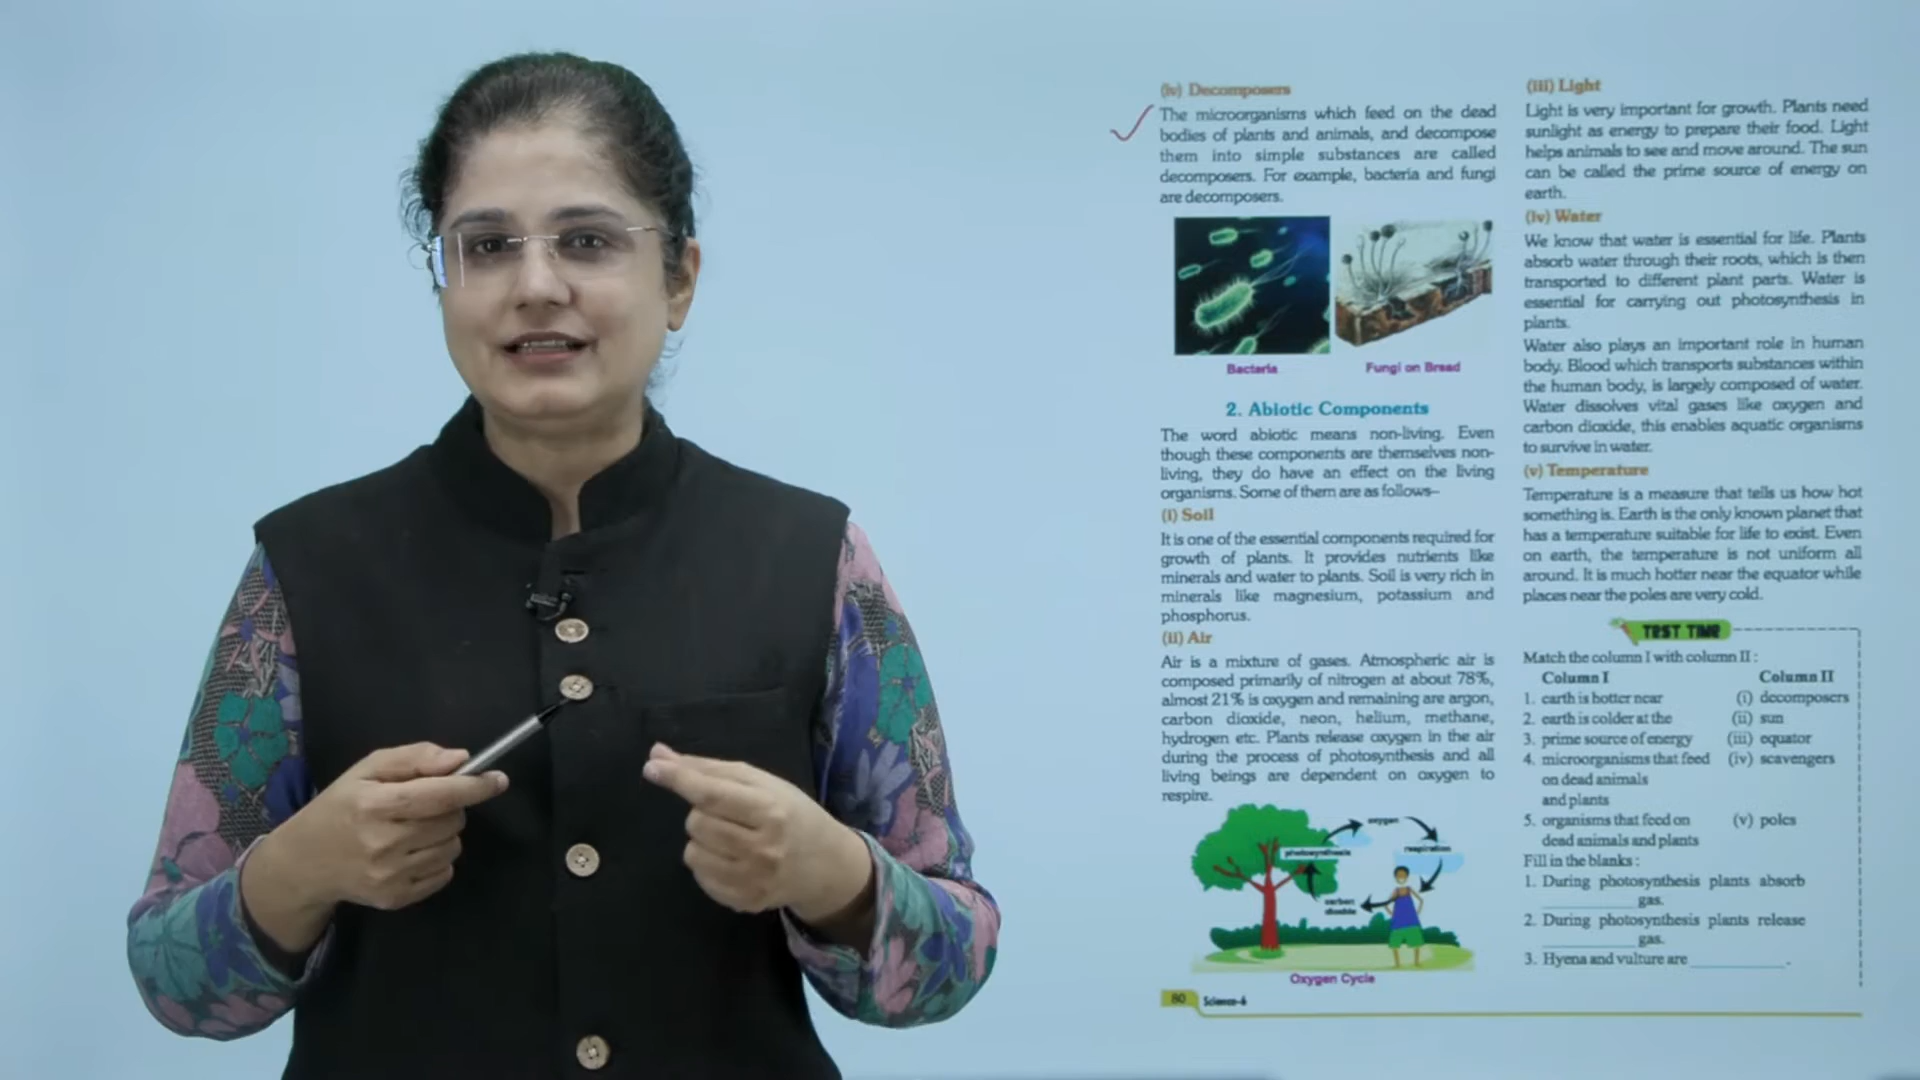 (iv) Decomposers
The microorganisms which feed on the dead
bodies of plants and animals, and decompose
them into simple substances are called
decomposers. For example, bacteria and fungi
are decomposers.
Bacteria
Fungi on Bread
2. Abiotic Components
The word abiotic means non-living. Even
though these components are themselves non-
living, they do have an effect on the living
organisms. Some of them are as follows–
(i) Soil
It is one of the essential components required for
growth of plants. It provides nutrients like
minerals and water to plants. Soil is very rich in
minerals like magnesium, potassium and
phosphorus.
(ii) Air
Air is a mixture of gases. Atmospheric air is
composed primarily of nitrogen at about 78%,
almost 21% is oxygen and remaining are argon,
carbon dioxide, neon, helium, methane,
hydrogen etc. Plants release oxygen in the air
during the process of photosynthesis and all
living beings are dependent on oxygen to
respire.
oxygen
photosynthesis
respiration
carbon
dioxide
Oxygen Cycle
80 Science-6
(iii) Light
Light is very important for growth. Plants need
sunlight as energy to prepare their food. Light
helps animals to see and move around. The sun
can be called the prime source of energy on
earth.
(iv) Water
We know that water is essential for life. Plants
absorb water through their roots, which is then
transported to different plant parts. Water is
essential for carrying out photosynthesis in
plants.
Water also plays an important role in human
body. Blood which transports substances within
the human body, is largely composed of water.
Water dissolves vital gases like oxygen and
carbon dioxide, this enables aquatic organisms
to survive in water.
(v) Temperature
Temperature is a measure that tells us how hot
something is. Earth is the only known planet that
has a temperature suitable for life to exist. Even
on earth, the temperature is not uniform all
around. It is much hotter near the equator while
places near the poles are very cold.
TEST TIME
Match the column I with column II :
Column I Column II
1. earth is hotter near (i) decomposers
2. earth is colder at the (ii) sun
3. prime source of energy (iii) equator
4. microorganisms that feed (iv) scavengers
on dead animals
and plants
5. organisms that feed on (v) poles
dead animals and plants
Fill in the blanks :
1. During photosynthesis plants absorb
__________ gas.
2. During photosynthesis plants release
__________ gas.
3. Hyena and vulture are __________.